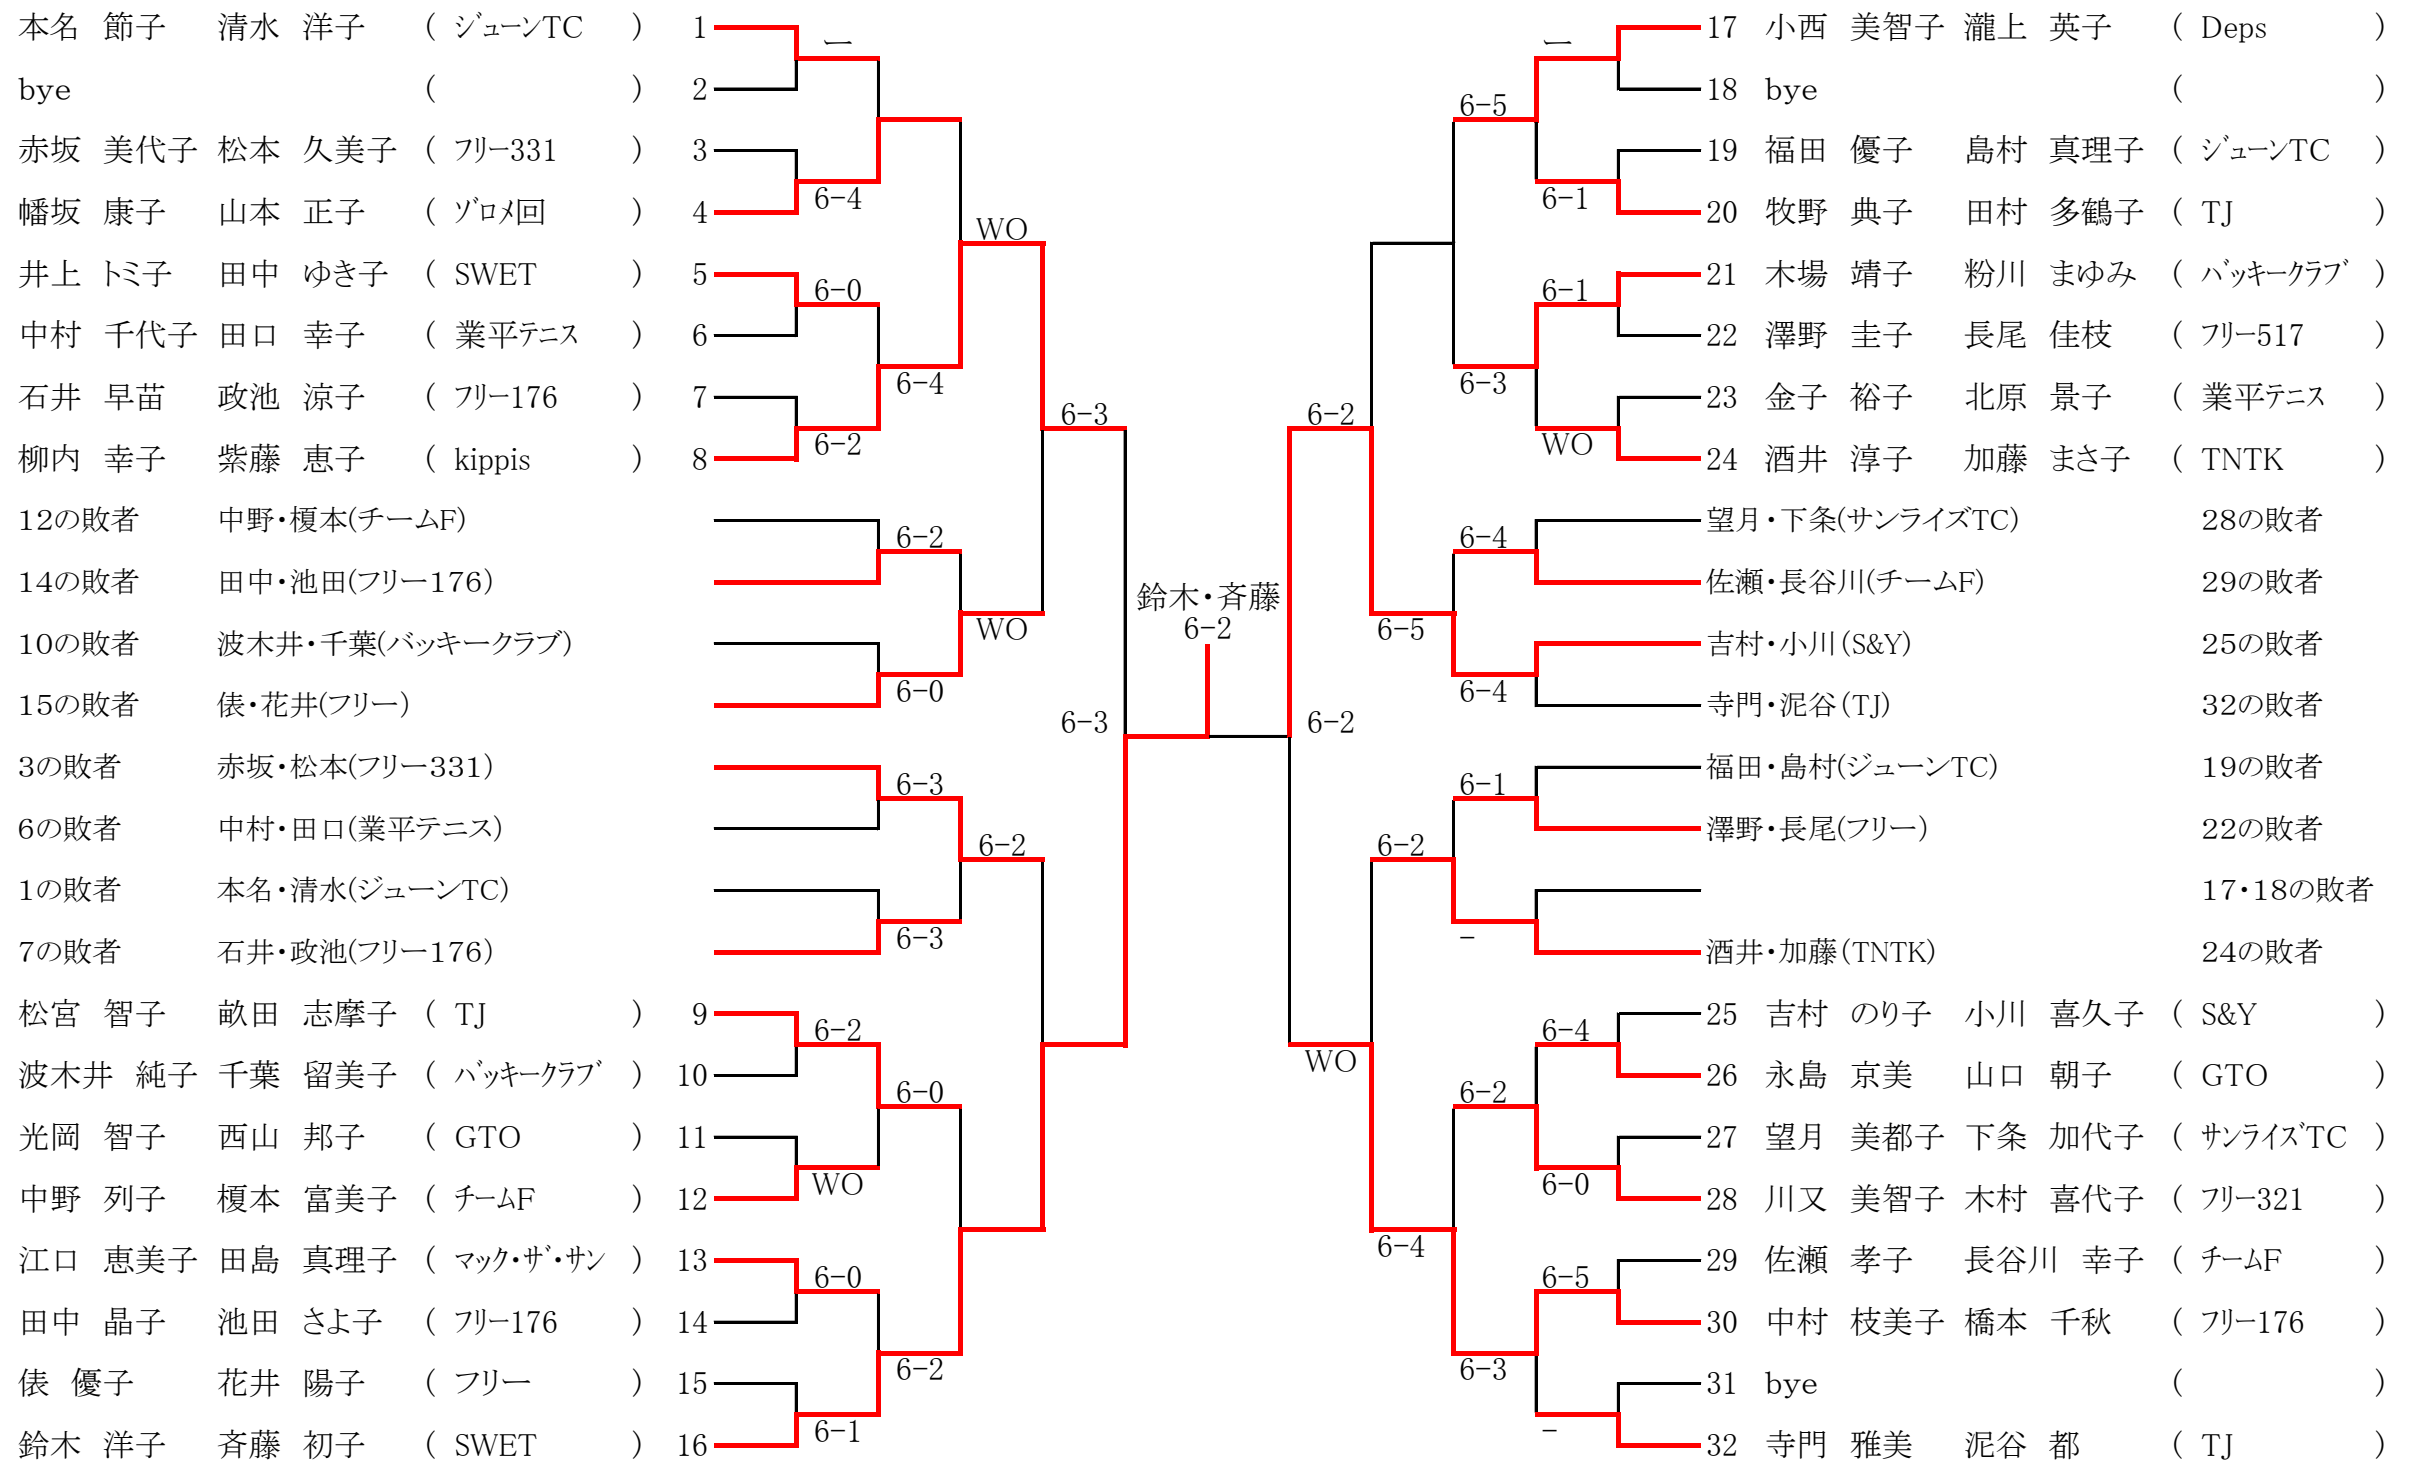 本名 節子 清水 洋子 ( ｼﾞｭｰﾝTC ) 1
bye ( ) 2
赤坂 美代子 松本 久美子 ( ﾌﾘｰ331 ) 3
幡坂 康子 山本 正子 ( ｿﾞﾛﾒ回 ) 4
井上 ﾄﾐ子 田中 ゆき子 ( SWET ) 5
中村 千代子 田口 幸子 ( 業平ﾃﾆｽ ) 6
石井 早苗 政池 涼子 ( ﾌﾘｰ176 ) 7
柳内 幸子 紫藤 恵子 ( kippis ) 8
12の敗者 中野・榎本(チームF)
14の敗者 田中・池田(フリー176)
10の敗者 波木井・千葉(バッキークラブ)
15の敗者 俵・花井(フリー)
3の敗者 赤坂・松本(フリー331)
6の敗者 中村・田口(業平テニス)
1の敗者 本名・清水(ジューンTC)
7の敗者 石井・政池(フリー176)
松宮 智子 畝田 志摩子 ( TJ ) 9
波木井 純子 千葉 留美子 ( ﾊﾞッｷｰｸﾗﾌﾞ ) 10
光岡 智子 西山 邦子 ( GTO ) 11
中野 列子 榎本 富美子 ( ﾁｰﾑF ) 12
江口 恵美子 田島 真理子 ( ﾏｯｸ・ｻﾞ・ｻﾝ ) 13
田中 晶子 池田 さよ子 ( ﾌﾘｰ176 ) 14
俵 優子 花井 陽子 ( フリー ) 15
鈴木 洋子 斉藤 初子 ( SWET ) 16
ー
6-4
6-0
6-2
WO
6-4
6-2
6-0
WO
6-3
6-3
6-3
6-2
6-3
6-2
WO
6-0
6-0
6-1
6-2
鈴木・斉藤
6-2
6-2
6-2
WO
6-5
6-2
6-4
6-5
6-3
6-4
6-4
6-1
-
6-2
6-3
ー
6-1
6-1
WO
6-4
6-0
6-5
-
17 小西 美智子 瀧上 英子 ( Deps )
18 bye ( )
19 福田 優子 島村 真理子 ( ｼﾞｭｰﾝTC )
20 牧野 典子 田村 多鶴子 ( TJ )
21 木場 靖子 粉川 まゆみ ( ﾊﾞｯｷｰｸﾗﾌﾞ )
22 澤野 圭子 長尾 佳枝 ( ﾌﾘｰ517 )
23 金子 裕子 北原 景子 ( 業平ﾃﾆｽ )
24 酒井 淳子 加藤 まさ子 ( TNTK )
望月・下条(サンライズTC) 28の敗者
佐瀬・長谷川(チームF) 29の敗者
吉村・小川(S&Y) 25の敗者
寺門・泥谷(TJ) 32の敗者
福田・島村(ジューンTC) 19の敗者
澤野・長尾(フリー) 22の敗者
17・18の敗者
酒井・加藤(TNTK) 24の敗者
25 吉村 のり子 小川 喜久子 ( S&Y )
26 永島 京美 山口 朝子 ( GTO )
27 望月 美都子 下条 加代子 ( ｻﾝﾗｲｽﾞTC )
28 川又 美智子 木村 喜代子 ( ﾌﾘｰ321 )
29 佐瀬 孝子 長谷川 幸子 ( ﾁｰﾑF )
30 中村 枝美子 橋本 千秋 ( ﾌﾘｰ176 )
31 bye ( )
32 寺門 雅美 泥谷 都 ( TJ )